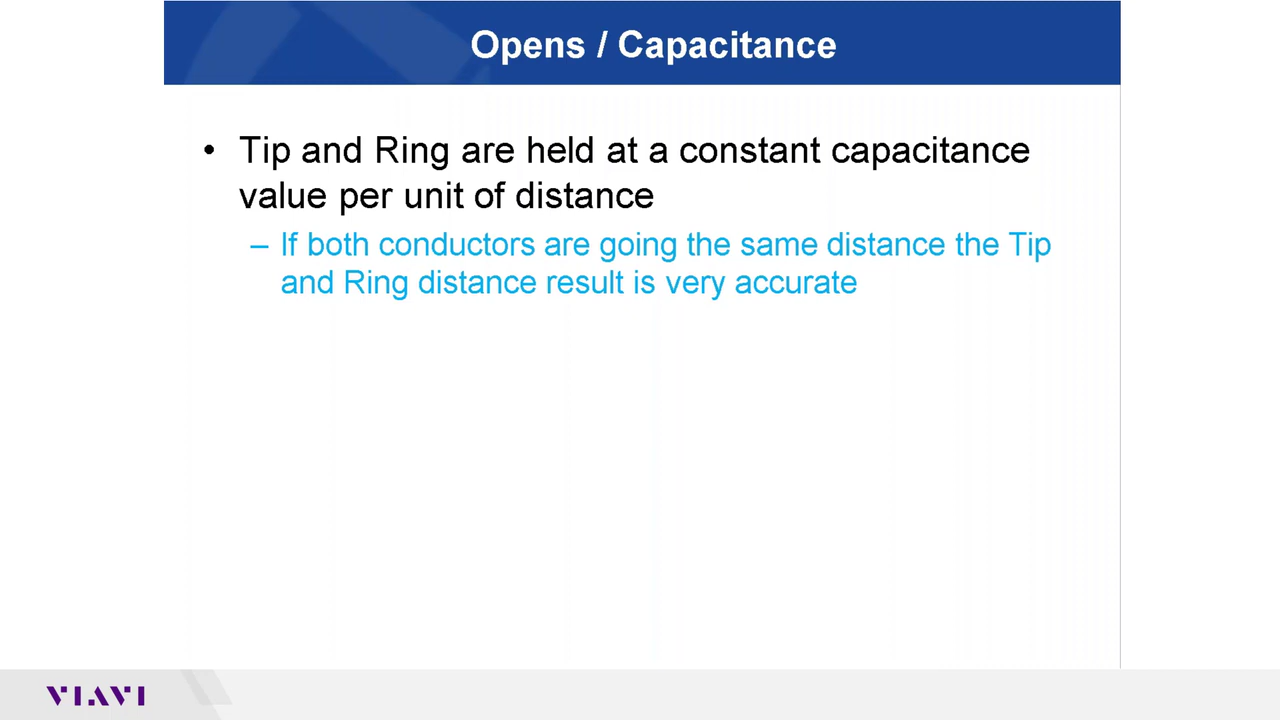 Opens / Capacitance
• Tip and Ring are held at a constant capacitance
value per unit of distance
– If both conductors are going the same distance the Tip
and Ring distance result is very accurate
VIAVI